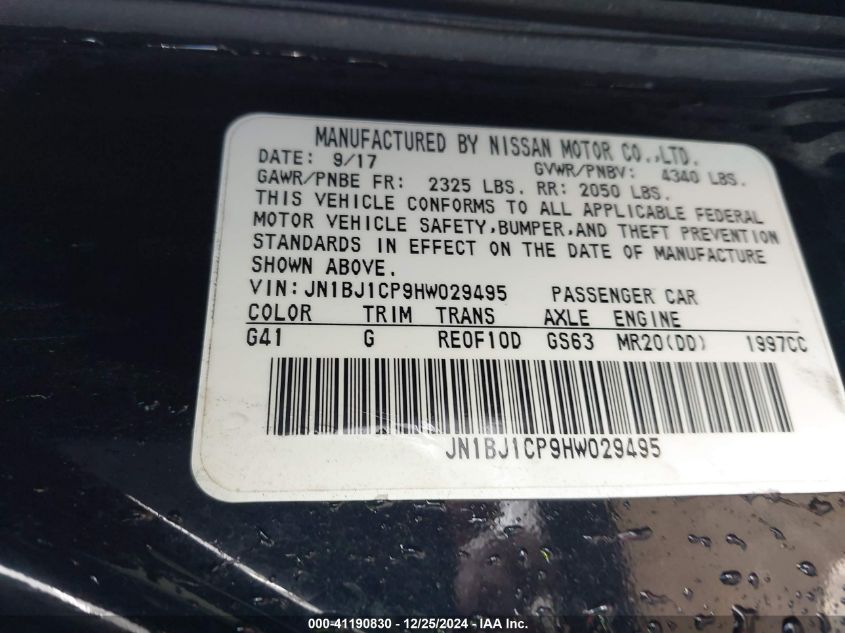 MANUFACTURED BY NISSAN MOTOR CO.,LTD.
DATE: 9/17 GVWR/PNBV: 4340 LBS.
GAWR/PNBE FR: 2325 LBS. RR: 2050 LBS.
THIS VEHICLE CONFORMS TO ALL APPLICABLE FEDERAL
MOTOR VEHICLE SAFETY,BUMPER,AND THEFT PREVENTION
STANDARDS IN EFFECT ON THE DATE OF MANUFACTURE
SHOWN ABOVE.
VIN:JN1BJ1CP9HW029495 PASSENGER CAR
COLOR TRIM TRANS AXLE ENGINE
G41 G RE0F10D GS63 MR20(DD) 1997CC
JN1BJ1CP9HW029495
000-41190830 - 12/25/2024 - IAA Inc.